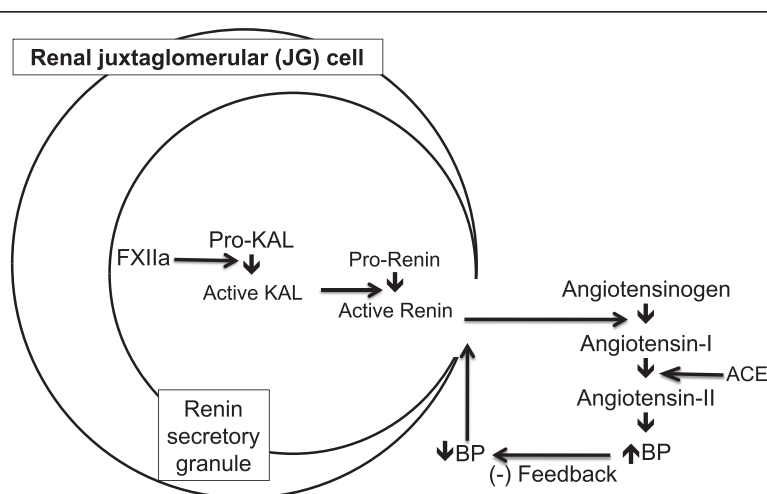 Renal juxtaglomerular (JG) cell
FXIIa
Pro-KAL
Active KAL
Pro-Renin
Active Renin
Angiotensinogen
Angiotensin-I
ACE
Angiotensin-II
BP
(-) Feedback
BP
Renin
secretory
granule